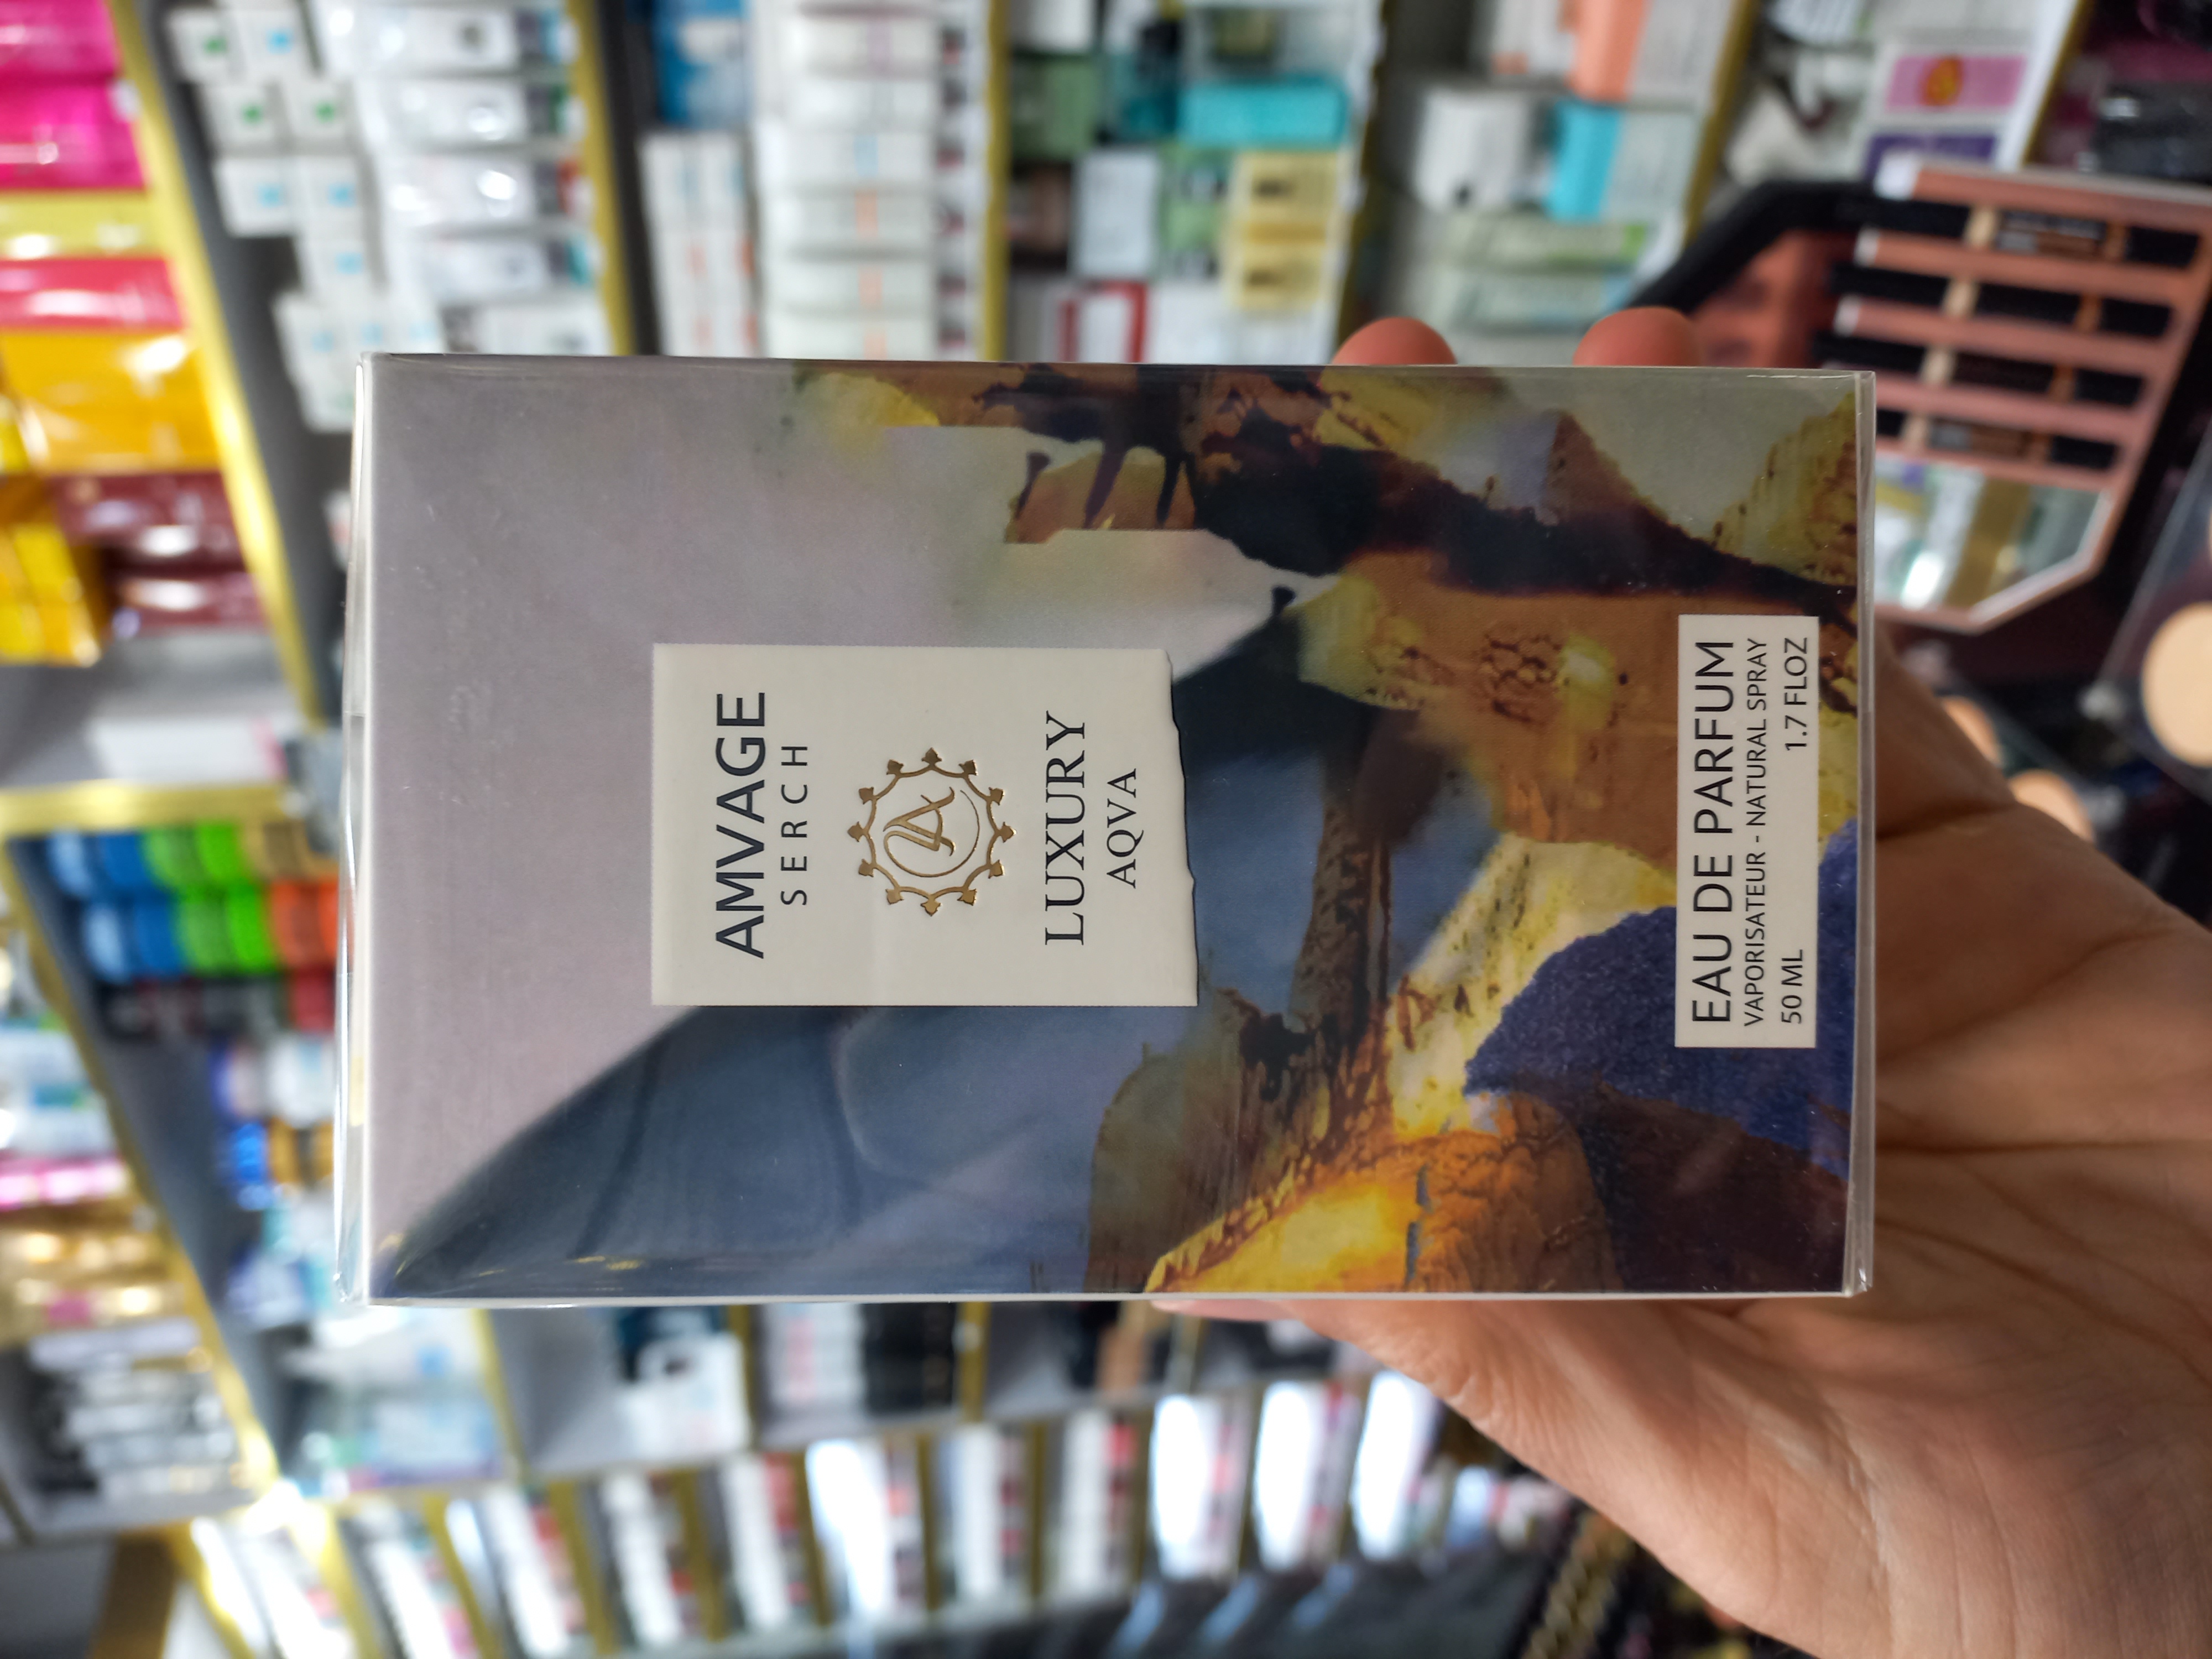 AMVAGE
SERCH
LUXURY
AQVA
EAU DE PARFUM
VAPORISATEUR - NATURAL SPRAY
50 ML 1.7 FLOZ